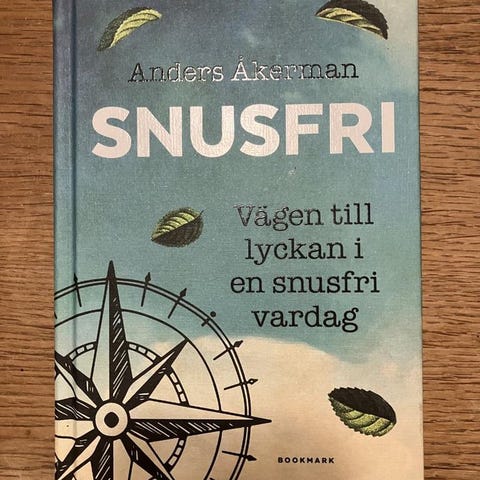 Anders Åkerman
SNUSFRI
Vägen till
lyckan i
en snusfri
vardag
BOOKMARK